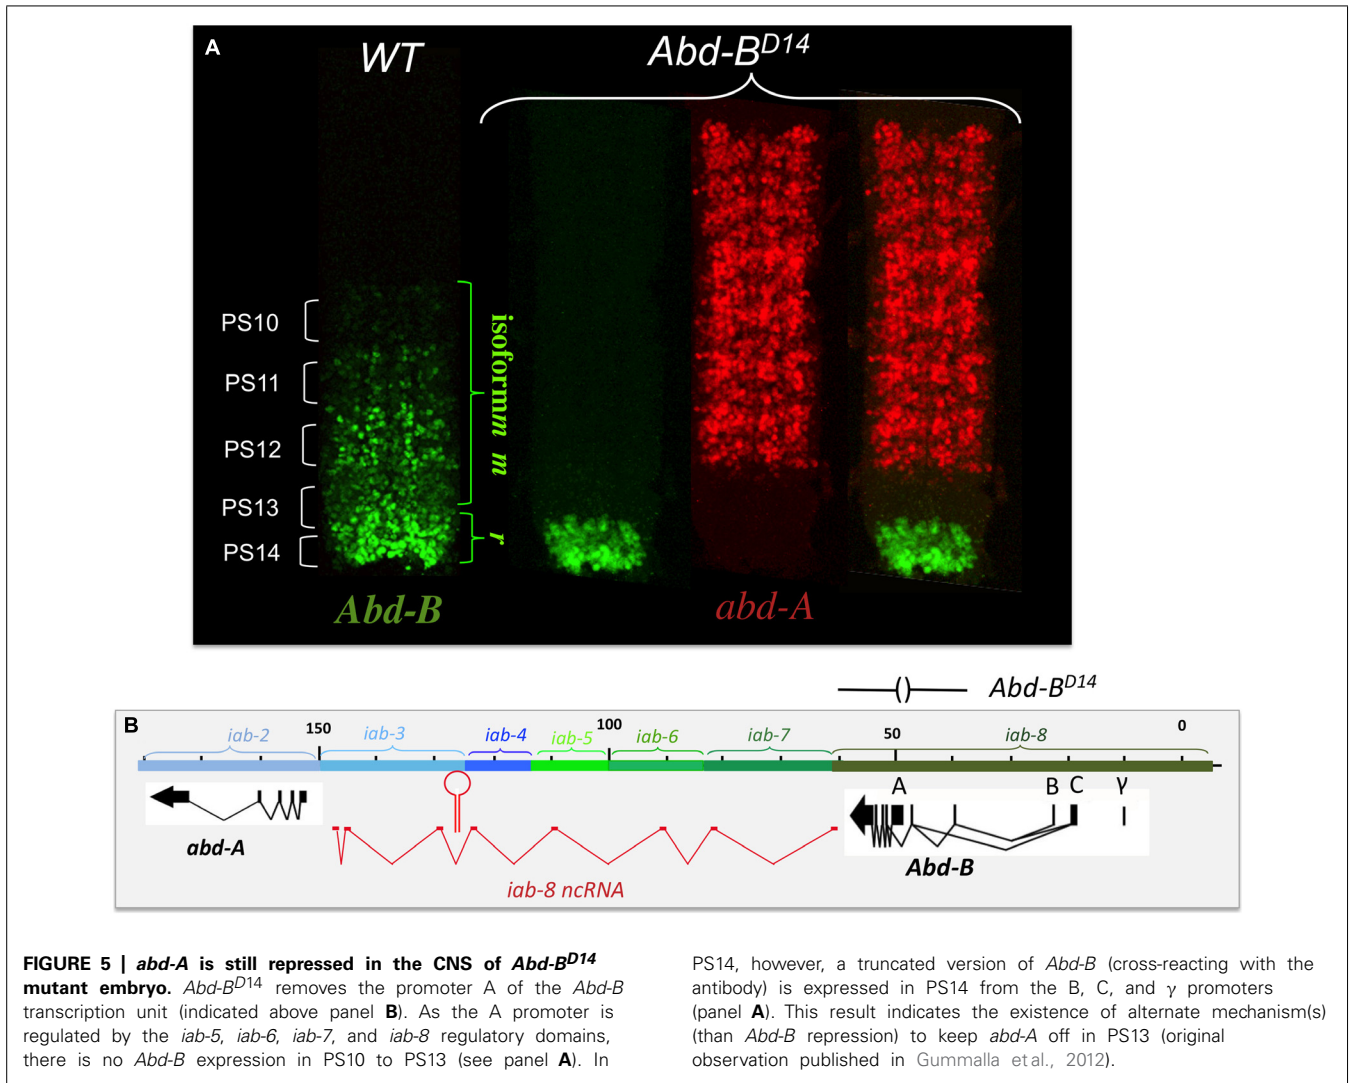 A
WT
Abd-B^D14
PS10
PS11
PS12
PS13
PS14
isoformm m
r
Abd-B
abd-A
Abd-B^D14
B
iab-2
150
iab-3
iab-4
iab-5
100
iab-6
iab-7
50
iab-8
0
A
B
C
γ
abd-A
Abd-B
iab-8 ncRNA
FIGURE 5 | abd-A is still repressed in the CNS of Abd-B^D14
mutant embryo. Abd-B^D14 removes the promoter A of the Abd-B
transcription unit (indicated above panel B). As the A promoter is
regulated by the iab-5, iab-6, iab-7, and iab-8 regulatory domains,
there is no Abd-B expression in PS10 to PS13 (see panel A). In
PS14, however, a truncated version of Abd-B (cross-reacting with the
antibody) is expressed in PS14 from the B, C, and γ promoters
(panel A). This result indicates the existence of alternate mechanism(s)
(than Abd-B repression) to keep abd-A off in PS13 (original
observation published in Gummalla et al., 2012).